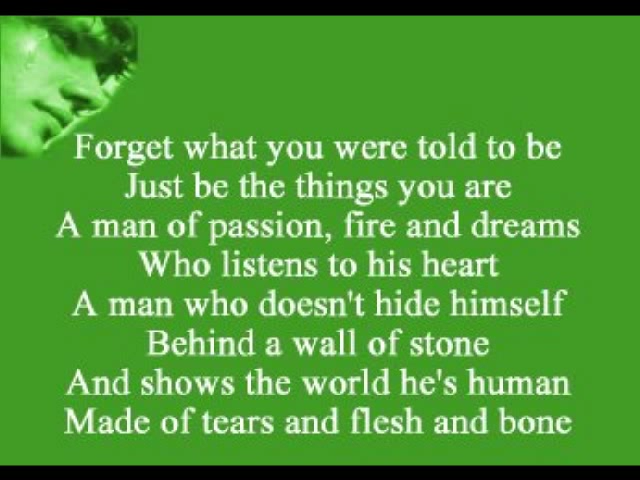 Forget what you were told to be
Just be the things you are
A man of passion, fire and dreams
Who listens to his heart
A man who doesn't hide himself
Behind a wall of stone
And shows the world he's human
Made of tears and flesh and bone